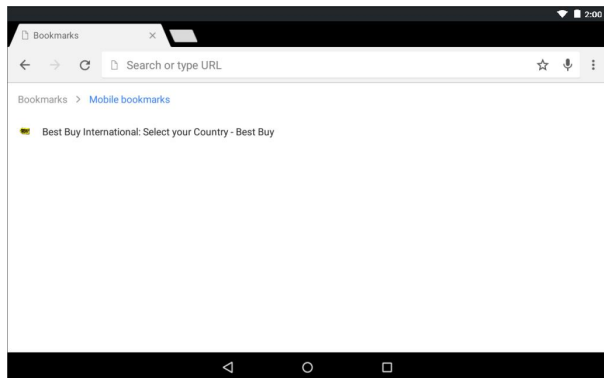 2:00
Bookmarks
Search or type URL
Bookmarks > Mobile bookmarks
Best Buy International: Select your Country - Best Buy